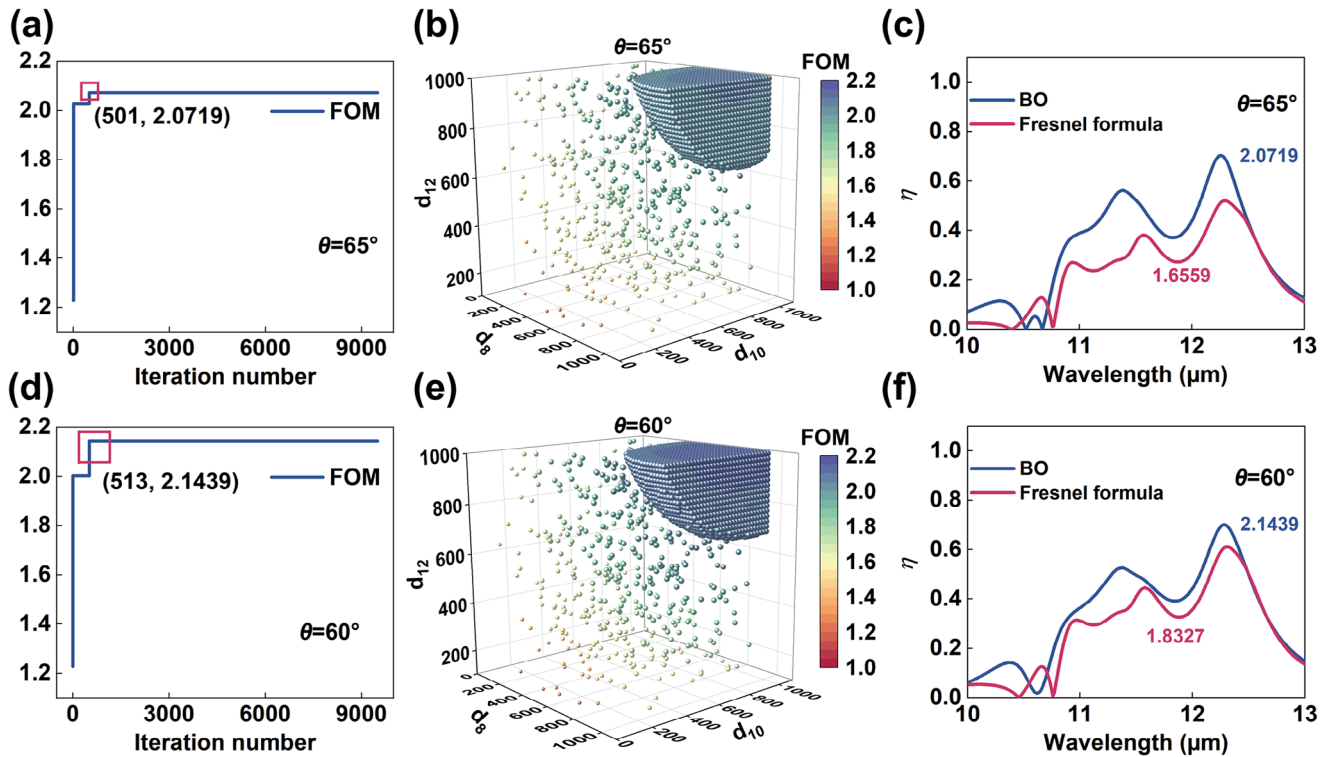 (a)
2.2
2.0
1.8
1.6
1.4
1.2
(501, 2.0719)
FOM
θ=65°
0 3000 6000 9000
Iteration number
(b)
θ=65°
1000
800
600
400
200
d12
0 200 400 600 800 1000
d8
0 200 400 600 800 1000
d10
FOM
2.2
2.0
1.8
1.6
1.4
1.2
1.0
(c)
1.0
0.8
0.6
0.4
0.2
0.0
η
BO
Fresnel formula
θ=65°
2.0719
1.6559
10 11 12 13
Wavelength (μm)
(d)
2.2
2.0
1.8
1.6
1.4
1.2
(513, 2.1439)
FOM
θ=60°
0 3000 6000 9000
Iteration number
(e)
θ=60°
1000
800
600
400
200
d12
0 200 400 600 800 1000
d8
0 200 400 600 800 1000
d10
FOM
2.2
2.0
1.8
1.6
1.4
1.2
1.0
(f)
1.0
0.8
0.6
0.4
0.2
0.0
η
BO
Fresnel formula
θ=60°
2.1439
1.8327
10 11 12 13
Wavelength (μm)